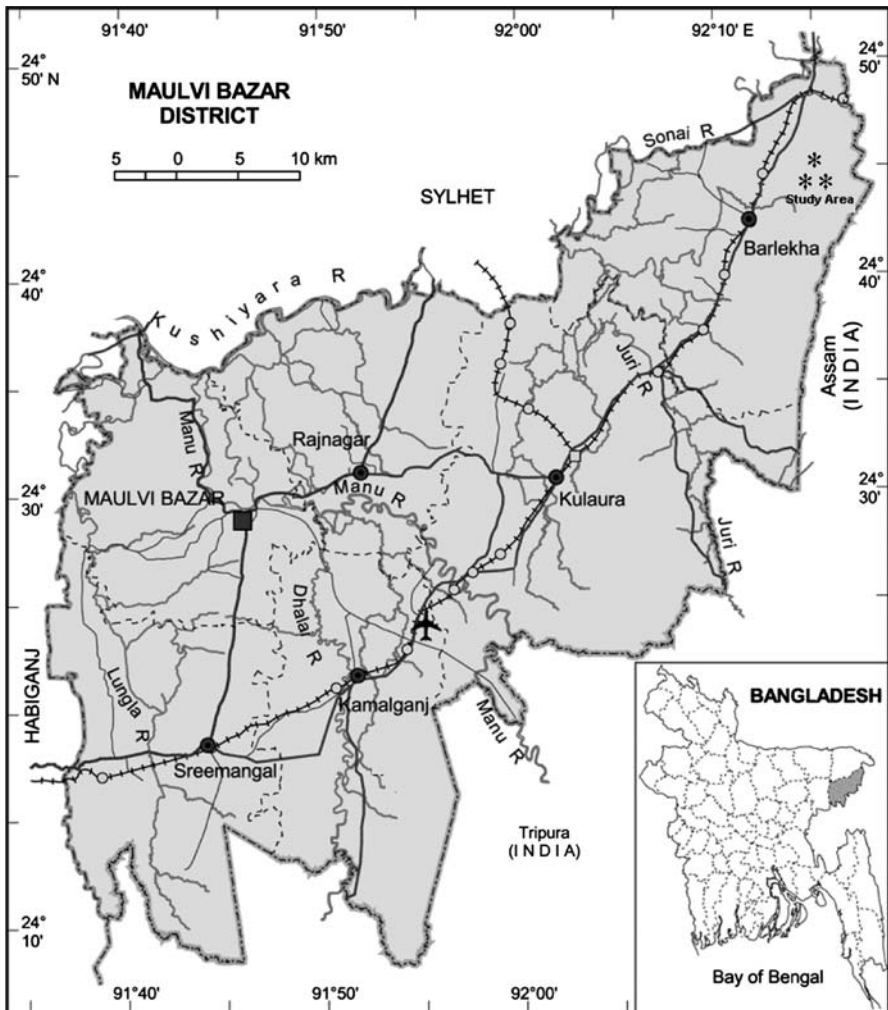 91°40' 91°50' 92°00' 92°10' E
24°
50' N
24°
50'
MAULVI BAZAR
DISTRICT
5 0 5 10 km
Sonai R
Study Area
SYLHET
Barlekha
24°
40'
24°
40'
Kushiyara R
Juri R
Assam
(INDIA)
Manu R
Rajnagar
Manu R
Kulaura
24°
30'
24°
30'
MAULVI BAZAR
Juri R
Dhalai R
HABIGANJ
Lungla R
Kamalganj
Manu R
Sreemangal
Tripura
(INDIA)
BANGLADESH
24°
10'
Bay of Bengal
91°40' 91°50' 92°00'